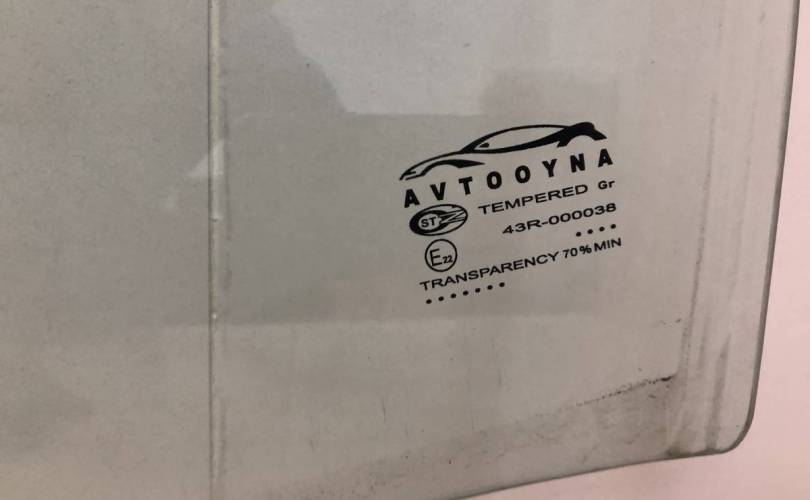 AVTOOYNA
TEMPERED Gr
ST
43R-000038
E22
TRANSPARENCY 70% MIN